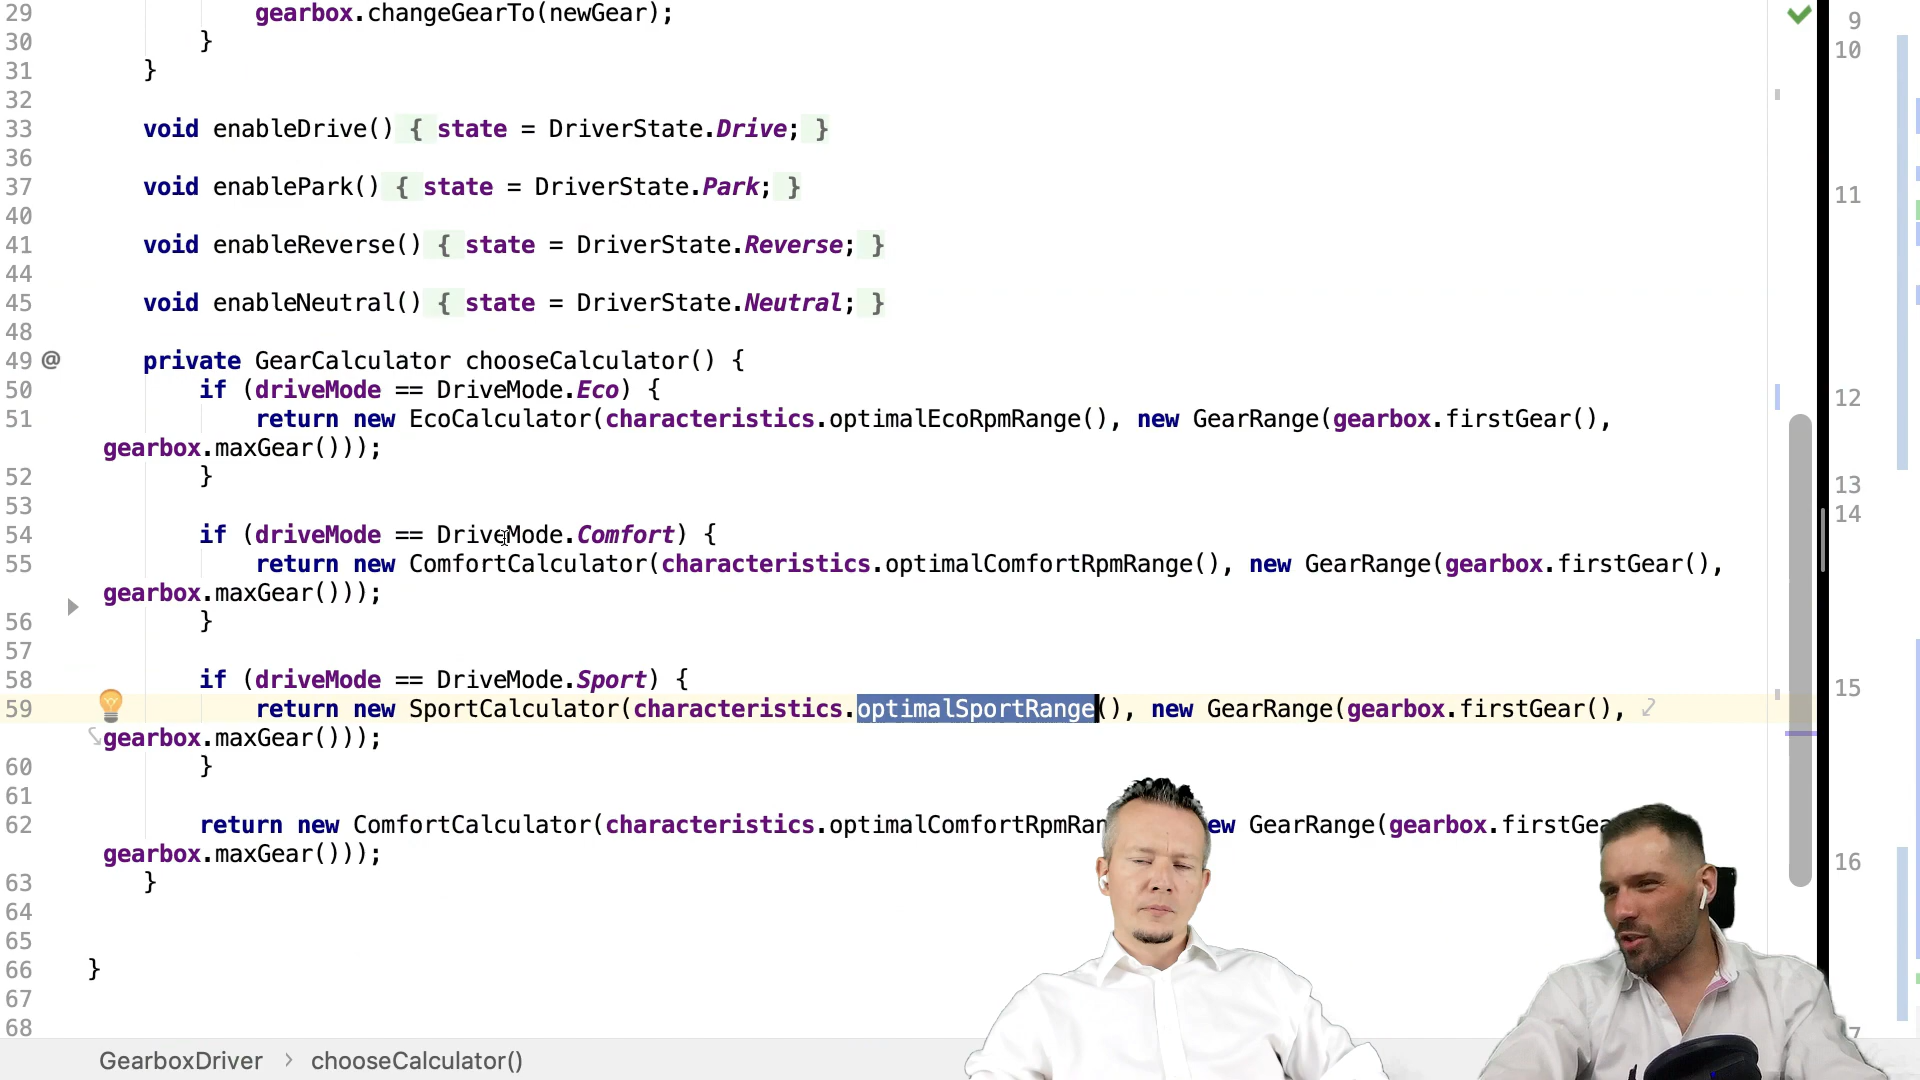 29 gearbox.changeGearTo(newGear);
30 }
31 }
32
33 void enableDrive() { state = DriverState.Drive; }
36
37 void enablePark() { state = DriverState.Park; }
40
41 void enableReverse() { state = DriverState.Reverse; }
44
45 void enableNeutral() { state = DriverState.Neutral; }
48
49 @ private GearCalculator chooseCalculator() {
50 if (driveMode == DriveMode.Eco) {
51 return new EcoCalculator(characteristics.optimalEcoRpmRange(), new GearRange(gearbox.firstGear(),
gearbox.maxGear()));
52 }
53
54 if (driveMode == DriveMode.Comfort) {
55 return new ComfortCalculator(characteristics.optimalComfortRpmRange(), new GearRange(gearbox.firstGear(),
gearbox.maxGear()));
56 }
57
58 if (driveMode == DriveMode.Sport) {
59 return new SportCalculator(characteristics.optimalSportRange(), new GearRange(gearbox.firstGear(),
gearbox.maxGear()));
60 }
61
62 return new ComfortCalculator(characteristics.optimalComfortRpmRan ew GearRange(gearbox.firstGea
gearbox.maxGear()));
63 }
64
65
66 }
67
68
GearboxDriver › chooseCalculator()
9
10
11
12
13
14
15
16